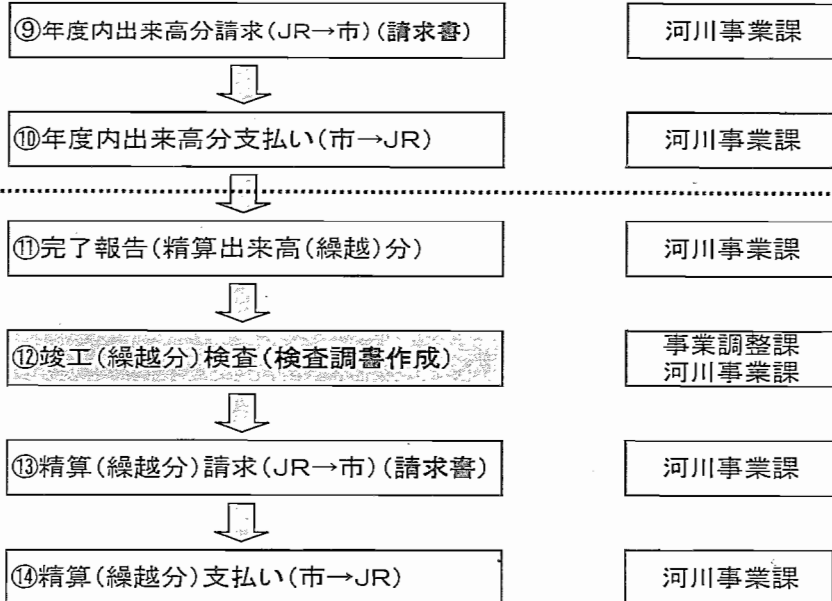 ⑨年度内出来高分請求(JR→市)(請求書)
河川事業課
⑩年度内出来高分支払い(市→JR)
河川事業課
⑪完了報告(精算出来高(繰越)分)
河川事業課
⑫竣工(繰越分)検査(検査調書作成)
事業調整課
河川事業課
⑬精算(繰越分)請求(JR→市)(請求書)
河川事業課
⑭精算(繰越分)支払い(市→JR)
河川事業課